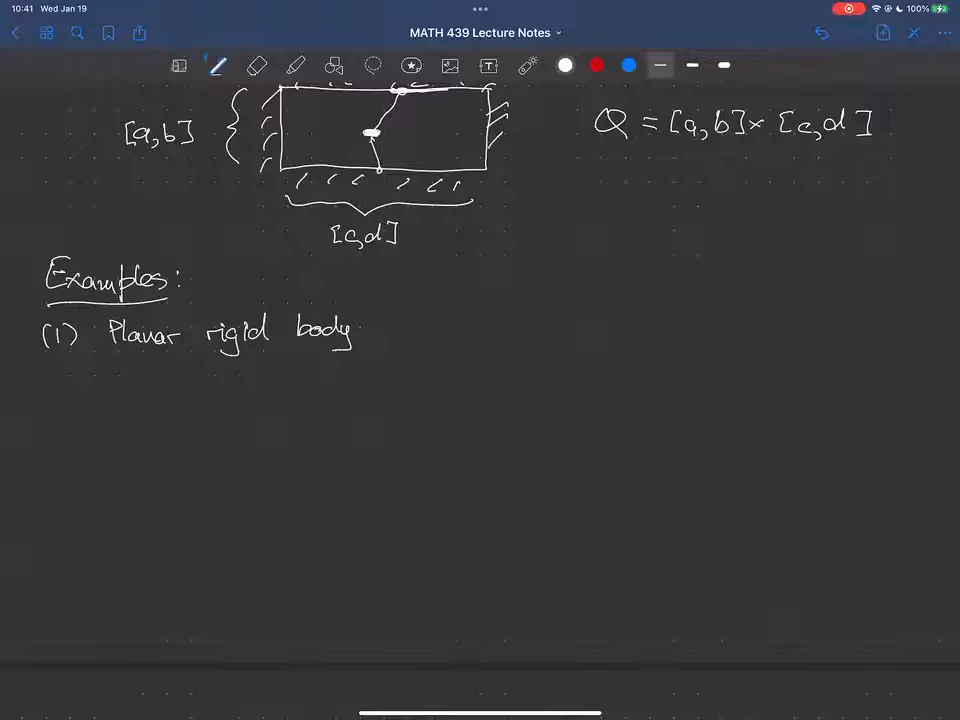 10:41 Wed Jan 19
100%
MATH 439 Lecture Notes
[a,b]
Q = [a,b] × [c,d]
[c,d]
Examples:
(1) Planar rigid body